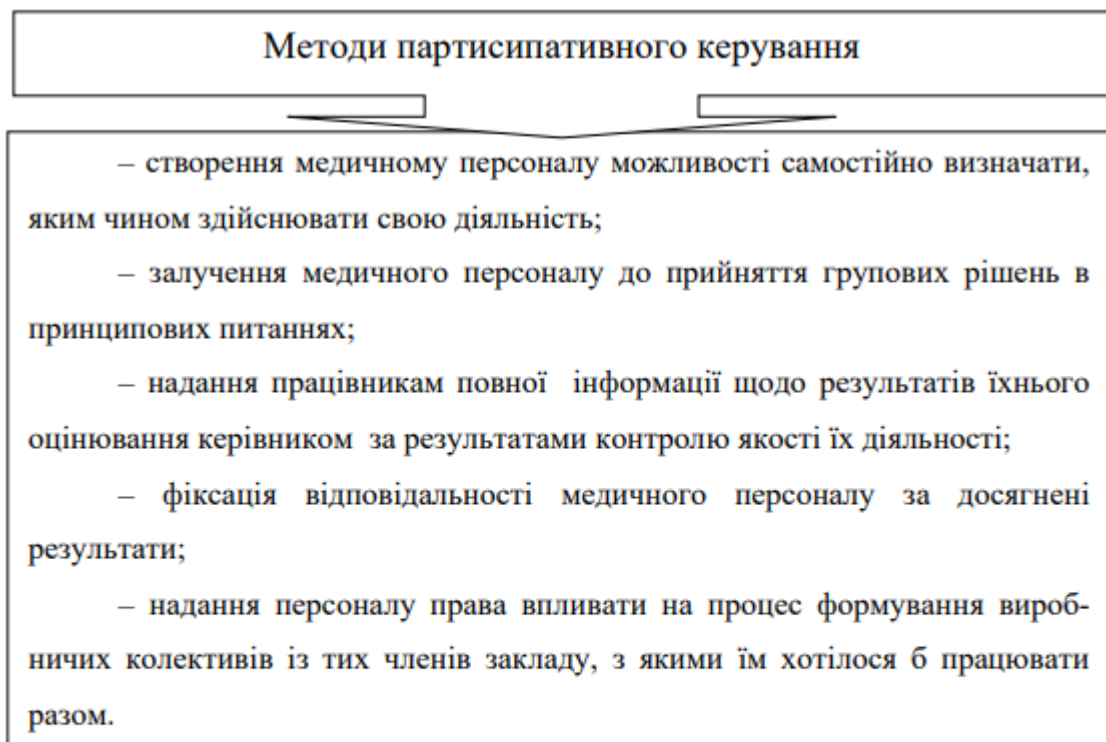 Методи партисипативного керування
– створення медичному персоналу можливості самостійно визначати,
яким чином здійснювати свою діяльність;
– залучення медичного персоналу до прийняття групових рішень в
принципових питаннях;
– надання працівникам повної інформації щодо результатів їхнього
оцінювання керівником за результатами контролю якості їх діяльності;
– фіксація відповідальності медичного персоналу за досягнені
результати;
– надання персоналу права впливати на процес формування вироб-
ничих колективів із тих членів закладу, з якими їм хотілося б працювати
разом.